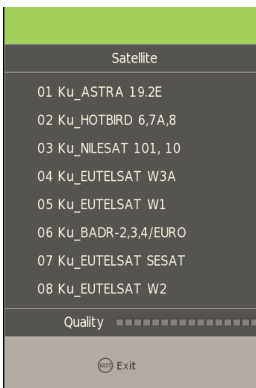 Satellite
01 Ku_ASTRA 19.2E
02 Ku_HOTBIRD 6,7A,8
03 Ku_NILESAT 101, 10
04 Ku_EUTELSAT W3A
05 Ku_EUTELSAT W1
06 Ku_BADR-2,3,4/EURO
07 Ku_EUTELSAT SESAT
08 Ku_EUTELSAT W2
Quality
EXIT Exit